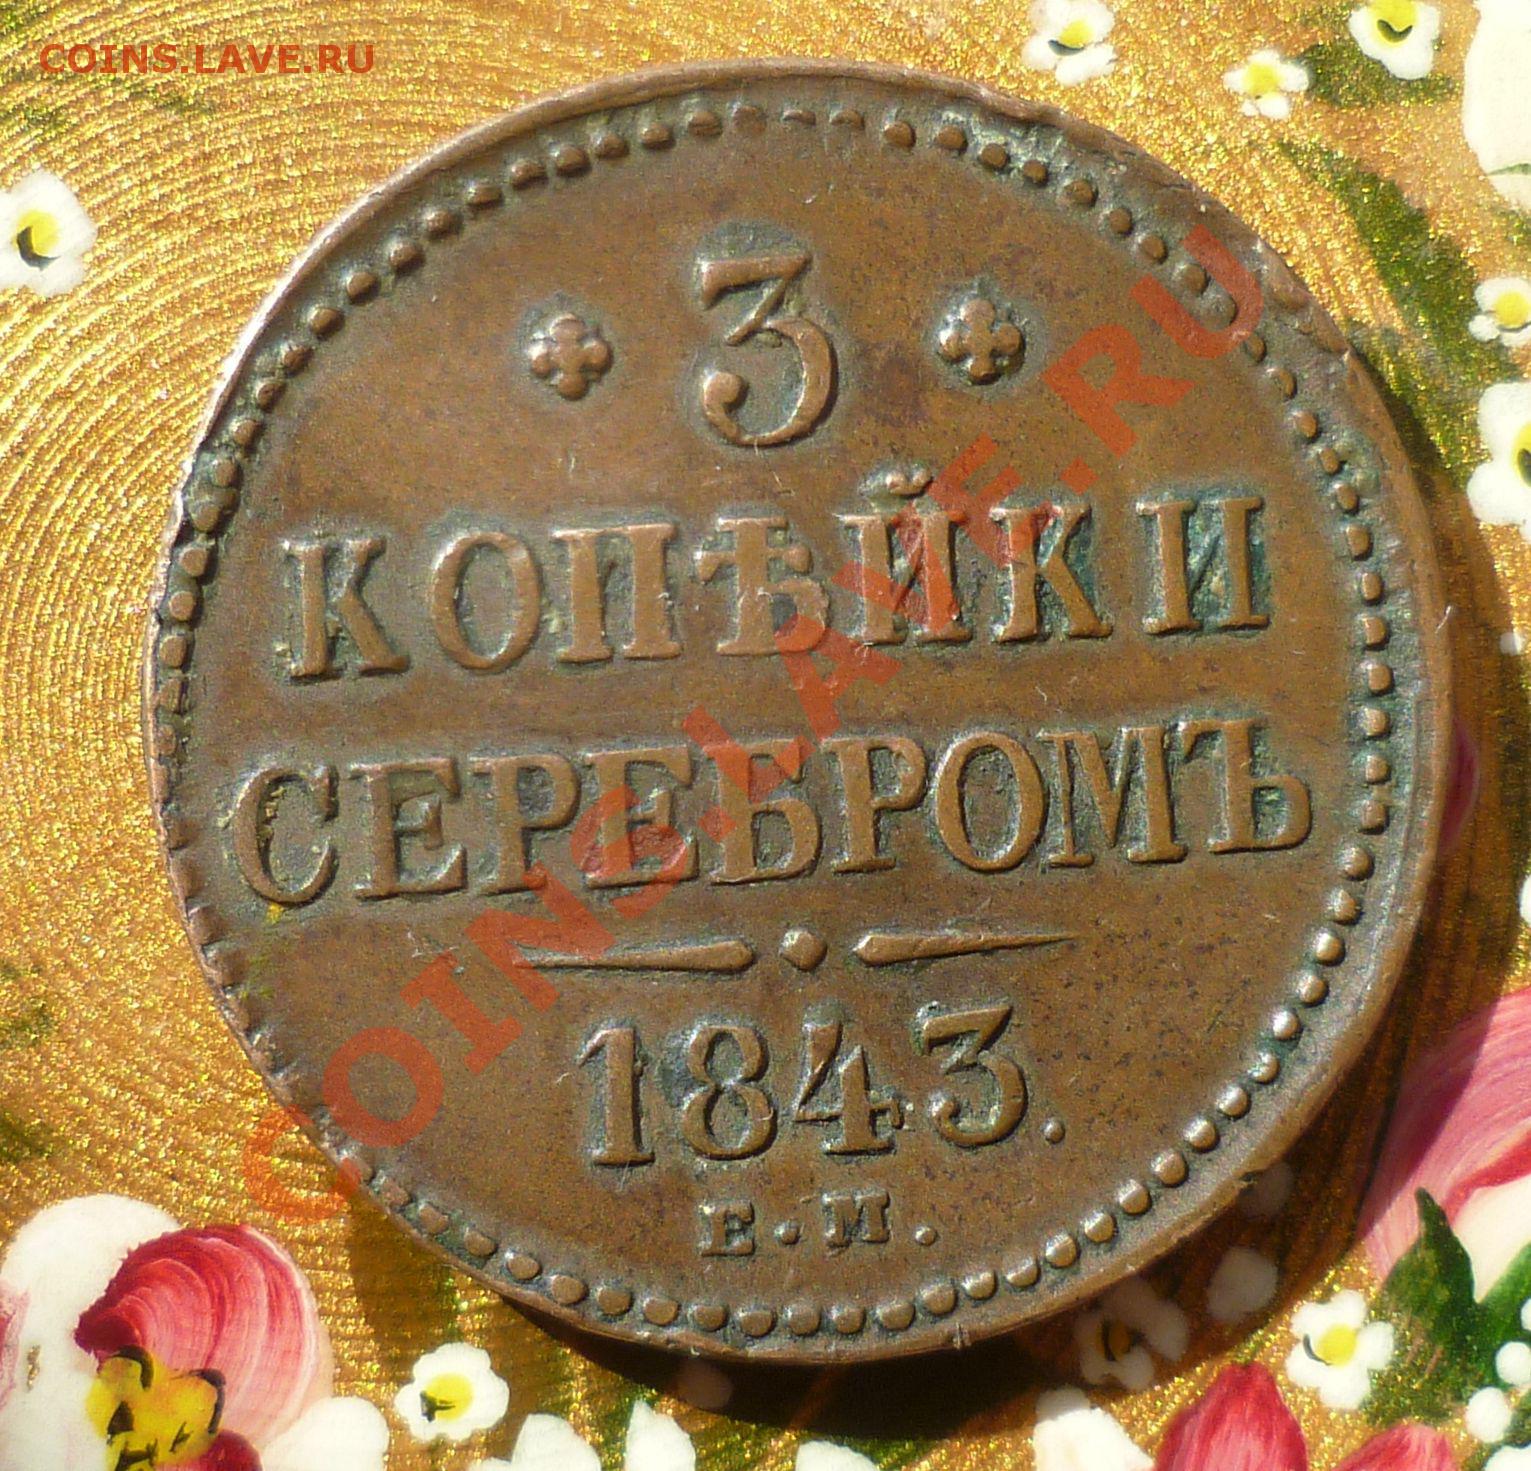 COINS.LAVE.RU
3
КОПѢЙКИ
СЕРЕБРОМЪ
1843.
Е.М.
COINS.LAVE.RU